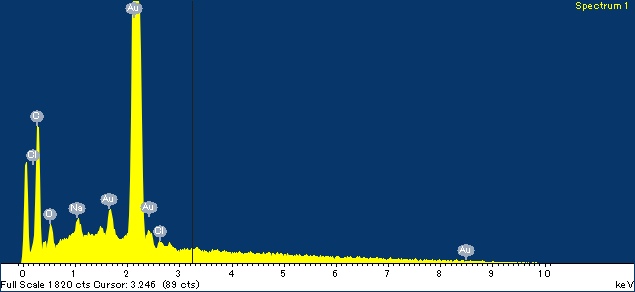 Spectrum 1
Au
C
Cl
O
Na
Au
Au
Cl
Au
0 1 2 3 4 5 6 7 8 9 10
Full Scale 1820 cts Cursor: 3.246 (89 cts) keV